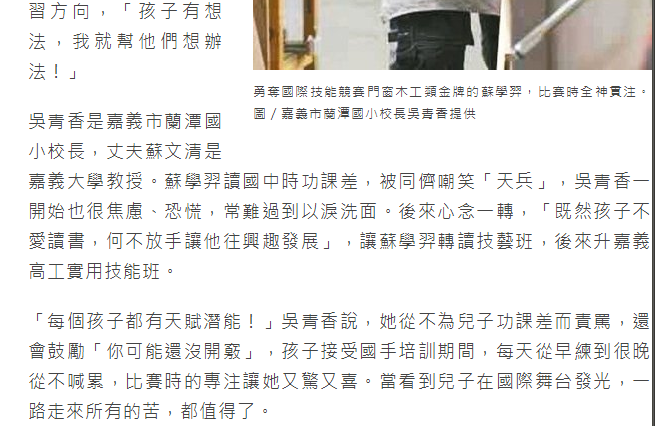 習方向，「孩子有想
法，我就幫他們想辦
法！」
勇奪國際技能競賽門窗木工類金牌的蘇學羿，比賽時全神貫注。
圖／嘉義市蘭潭國小校長吳青香提供
吳青香是嘉義市蘭潭國
小校長，丈夫蘇文清是
嘉義大學教授。蘇學羿讀國中時功課差，被同儕嘲笑「天兵」，吳青香一
開始也很焦慮、恐慌，常難過到以淚洗面。後來心念一轉，「既然孩子不
愛讀書，何不放手讓他往興趣發展」，讓蘇學羿轉讀技藝班，後來升嘉義
高工實用技能班。
「每個孩子都有天賦潛能！」吳青香說，她從不為兒子功課差而責罵，還
會鼓勵「你可能還沒開竅」，孩子接受國手培訓期間，每天從早練到很晚
從不喊累，比賽時的專注讓她又驚又喜。當看到兒子在國際舞台發光，一
路走來所有的苦，都值得了。